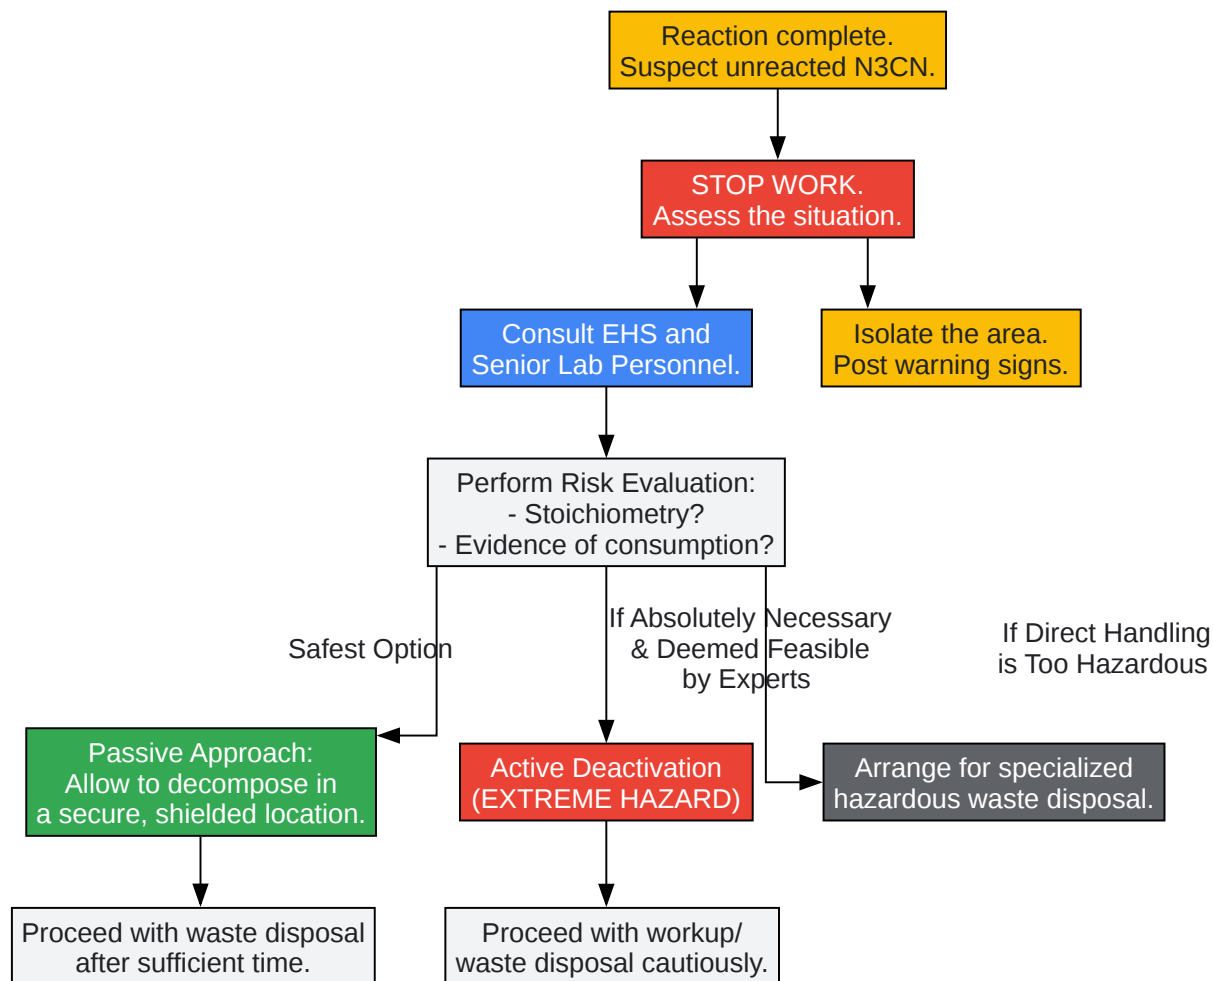 Reaction complete.
Suspect unreacted N3CN.
STOP WORK.
Assess the situation.
Consult EHS and
Senior Lab Personnel.
Isolate the area.
Post warning signs.
Perform Risk Evaluation:
- Stoichiometry?
- Evidence of consumption?
Safest Option
If Absolutely Necessary
& Deemed Feasible
by Experts
If Direct Handling
is Too Hazardous
Passive Approach:
Allow to decompose in
a secure, shielded location.
Active Deactivation
(EXTREME HAZARD)
Arrange for specialized
hazardous waste disposal.
Proceed with waste disposal
after sufficient time.
Proceed with workup/
waste disposal cautiously.